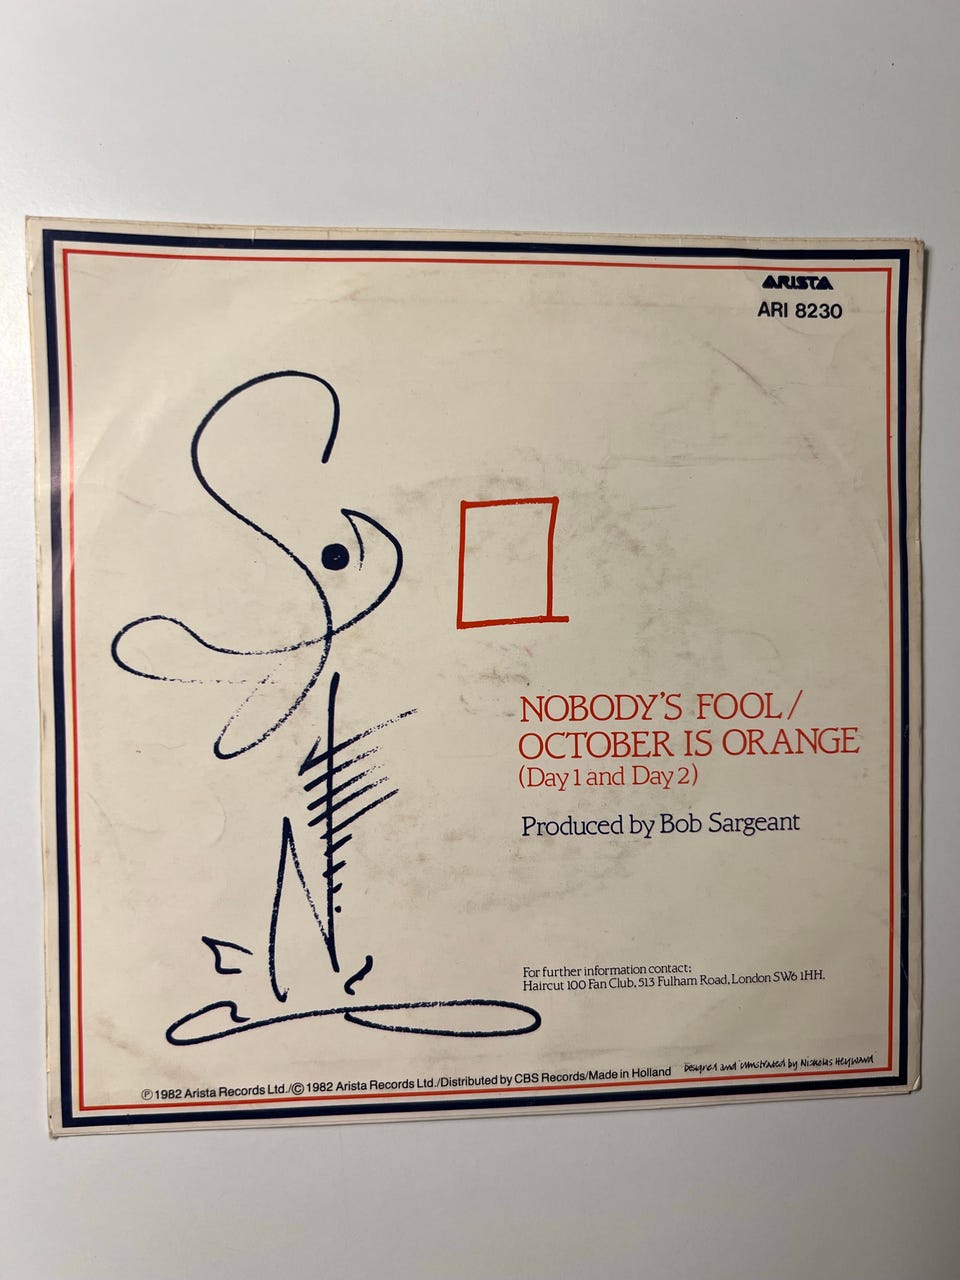 ARISTA
ARI 8230
NOBODY'S FOOL/
OCTOBER IS ORANGE
(Day 1 and Day 2)
Produced by Bob Sargeant
For further information contact:
Haircut 100 Fan Club, 513 Fulham Road, London SW6 1HH.
Designed and illustrated by Nicholas Heyward
℗ 1982 Arista Records Ltd./© 1982 Arista Records Ltd./Distributed by CBS Records/Made in Holland